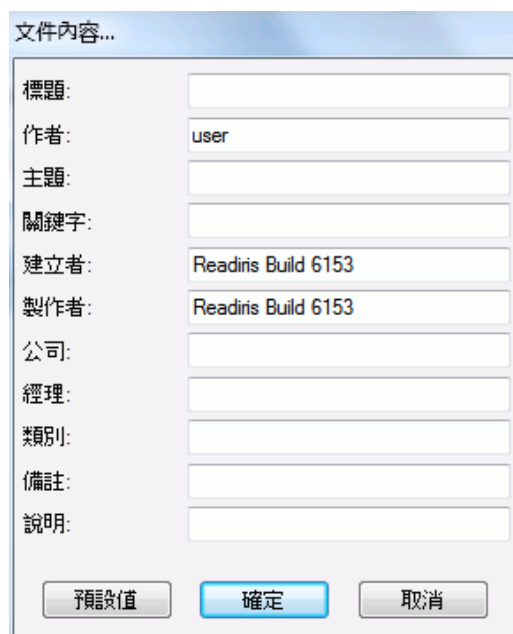 文件內容...
標題:
作者: user
主題:
關鍵字:
建立者: Readiris Build 6153
製作者: Readiris Build 6153
公司:
經理:
類別:
備註:
說明:
預設值 確定 取消